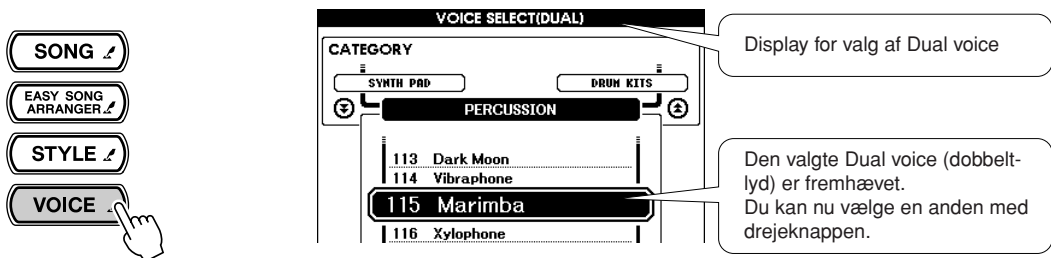 SONG
EASY SONG
ARRANGER
STYLE
VOICE
VOICE SELECT(DUAL)
CATEGORY
SYNTH PAD
DRUM KITS
PERCUSSION
113 Dark Moon
114 Vibraphone
115 Marimba
116 Xylophone
Display for valg af Dual voice
Den valgte Dual voice (dobbelt-
lyd) er fremhævet.
Du kan nu vælge en anden med
drejeknappen.